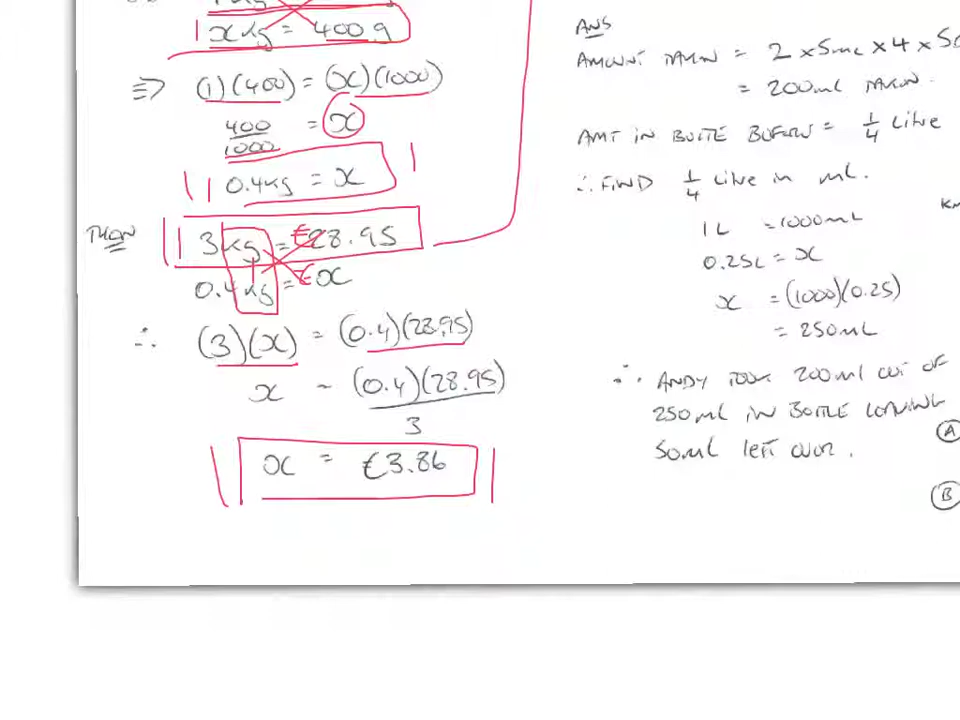 xKg = 400g
⇒ (1)(400) = (x)(1000)
400/1000 = x
0.4kg = x
THEN 3kg = €28.95
0.4kg = €x
∴ (3)(x) = (0.4)(28.95)
x = (0.4)(28.95)
3
x = €3.86
ANS
AMOUNT TAKEN = 2 x 5mL x 4 x 5
= 200mL TAKEN.
AMT IN BOTTLE BEFORE = 1/4 Litre
∴ FIND 1/4 Litre in mL.
1L = 1000mL
0.25L = x
x = (1000)(0.25)
= 250mL
∴ ANDY TOOK 200ml OUT OF
250mL IN BOTTLE LEAVING
50mL left over.
A
B